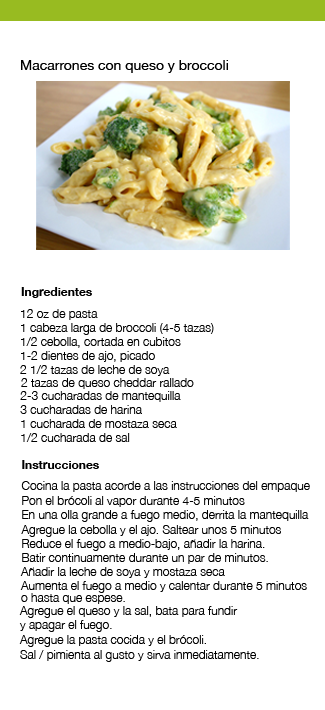 Macarrones con queso y broccoli
Ingredientes
12 oz de pasta
1 cabeza larga de broccoli (4-5 tazas)
1/2 cebolla, cortada en cubitos
1-2 dientes de ajo, picado
2 1/2 tazas de leche de soya
2 tazas de queso cheddar rallado
2-3 cucharadas de mantequilla
3 cucharadas de harina
1 cucharada de mostaza seca
1/2 cucharada de sal
Instrucciones
Cocina la pasta acorde a las instrucciones del empaque
Pon el brócoli al vapor durante 4-5 minutos
En una olla grande a fuego medio, derrita la mantequilla
Agregue la cebolla y el ajo. Saltear unos 5 minutos
Reduce el fuego a medio-bajo, añadir la harina.
Batir continuamente durante un par de minutos.
Añadir la leche de soya y mostaza seca
Aumenta el fuego a medio y calentar durante 5 minutos
o hasta que espese.
Agregue el queso y la sal, bata para fundir
y apagar el fuego.
Agregue la pasta cocida y el brócoli.
Sal / pimienta al gusto y sirva inmediatamente.